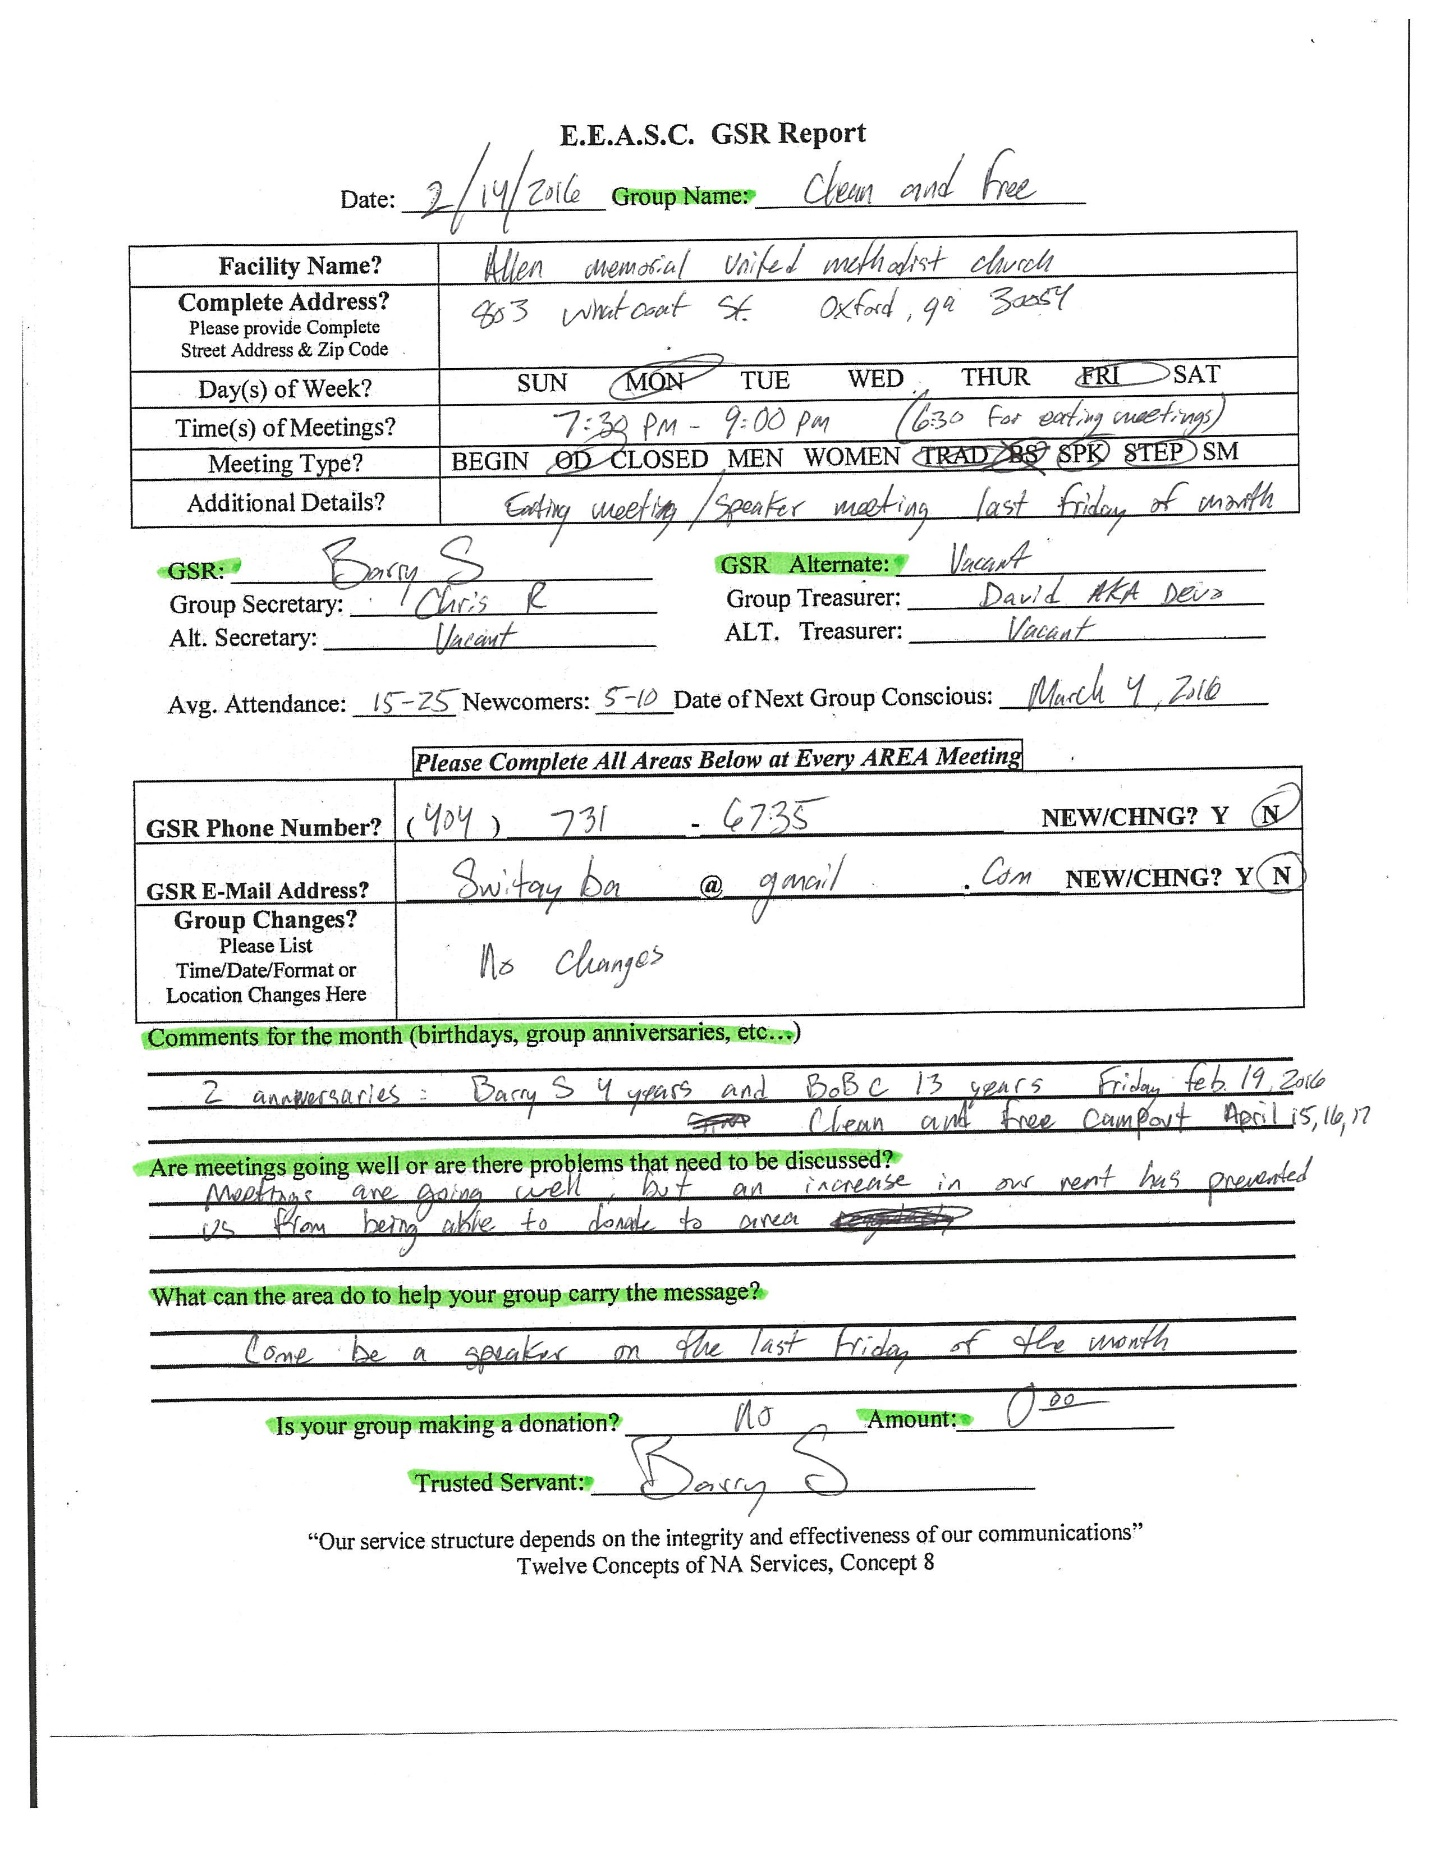 E.E.A.S.C. GSR Report
Date: 2/14/2016 Group Name: Clean and Free
Facility Name? Allen memorial United methodist church
Complete Address? 803 whatcoat St. Oxford, ga 30054
Please provide Complete
Street Address & Zip Code
Day(s) of Week? SUN MON TUE WED THUR FRI SAT
Time(s) of Meetings? 7:30 PM - 9:00 PM (6:30 For eating meetings)
Meeting Type? BEGIN OD CLOSED MEN WOMEN TRAD BS SPK STEP SM
Additional Details? Eating meeting/speaker meeting last friday of month
GSR: Barry S GSR Alternate: Vacant
Group Secretary: Chris R Group Treasurer: David AKA Devo
Alt. Secretary: Vacant ALT. Treasurer: Vacant
Avg. Attendance: 15-25 Newcomers: 5-10 Date of Next Group Conscious: March 4, 2016
Please Complete All Areas Below at Every AREA Meeting
GSR Phone Number? (404) 731 - 6735 NEW/CHNG? Y N
GSR E-Mail Address? @ gmail . Com NEW/CHNG? Y N
Group Changes?
Please List
Time/Date/Format or
Location Changes Here
No changes
Comments for the month (birthdays, group anniversaries, etc...)
2 anniversaries: Barry S 4 years and BoB C 13 years Friday feb. 19, 2016
Clean and free campout April 15, 16, 17
Are meetings going well or are there problems that need to be discussed?
Meetings are going well, but an increase in our rent has prevented
us from being able to donate to area
What can the area do to help your group carry the message?
Come be a speaker on the last friday of the month
Is your group making a donation? No Amount: 0.00
Trusted Servant: Barry S
“Our service structure depends on the integrity and effectiveness of our communications”
Twelve Concepts of NA Services, Concept 8